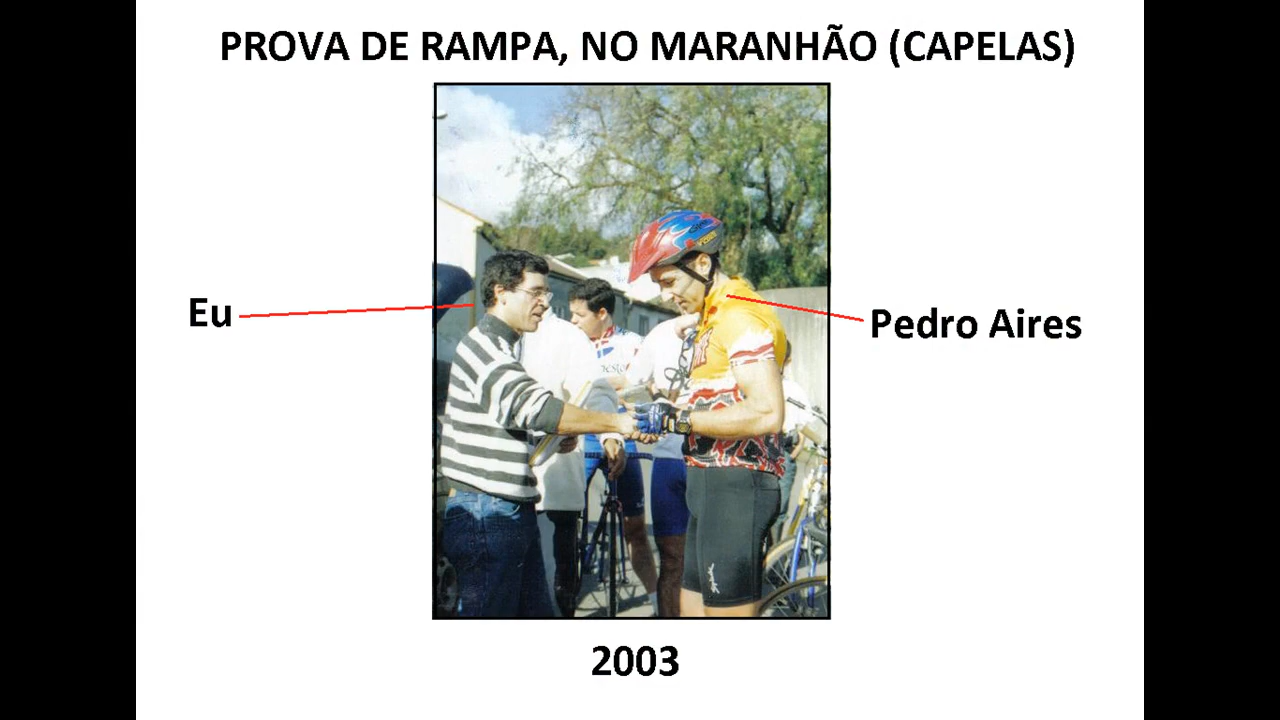 PROVA DE RAMPA, NO MARANHÃO (CAPELAS)
Eu
Pedro Aires
2003